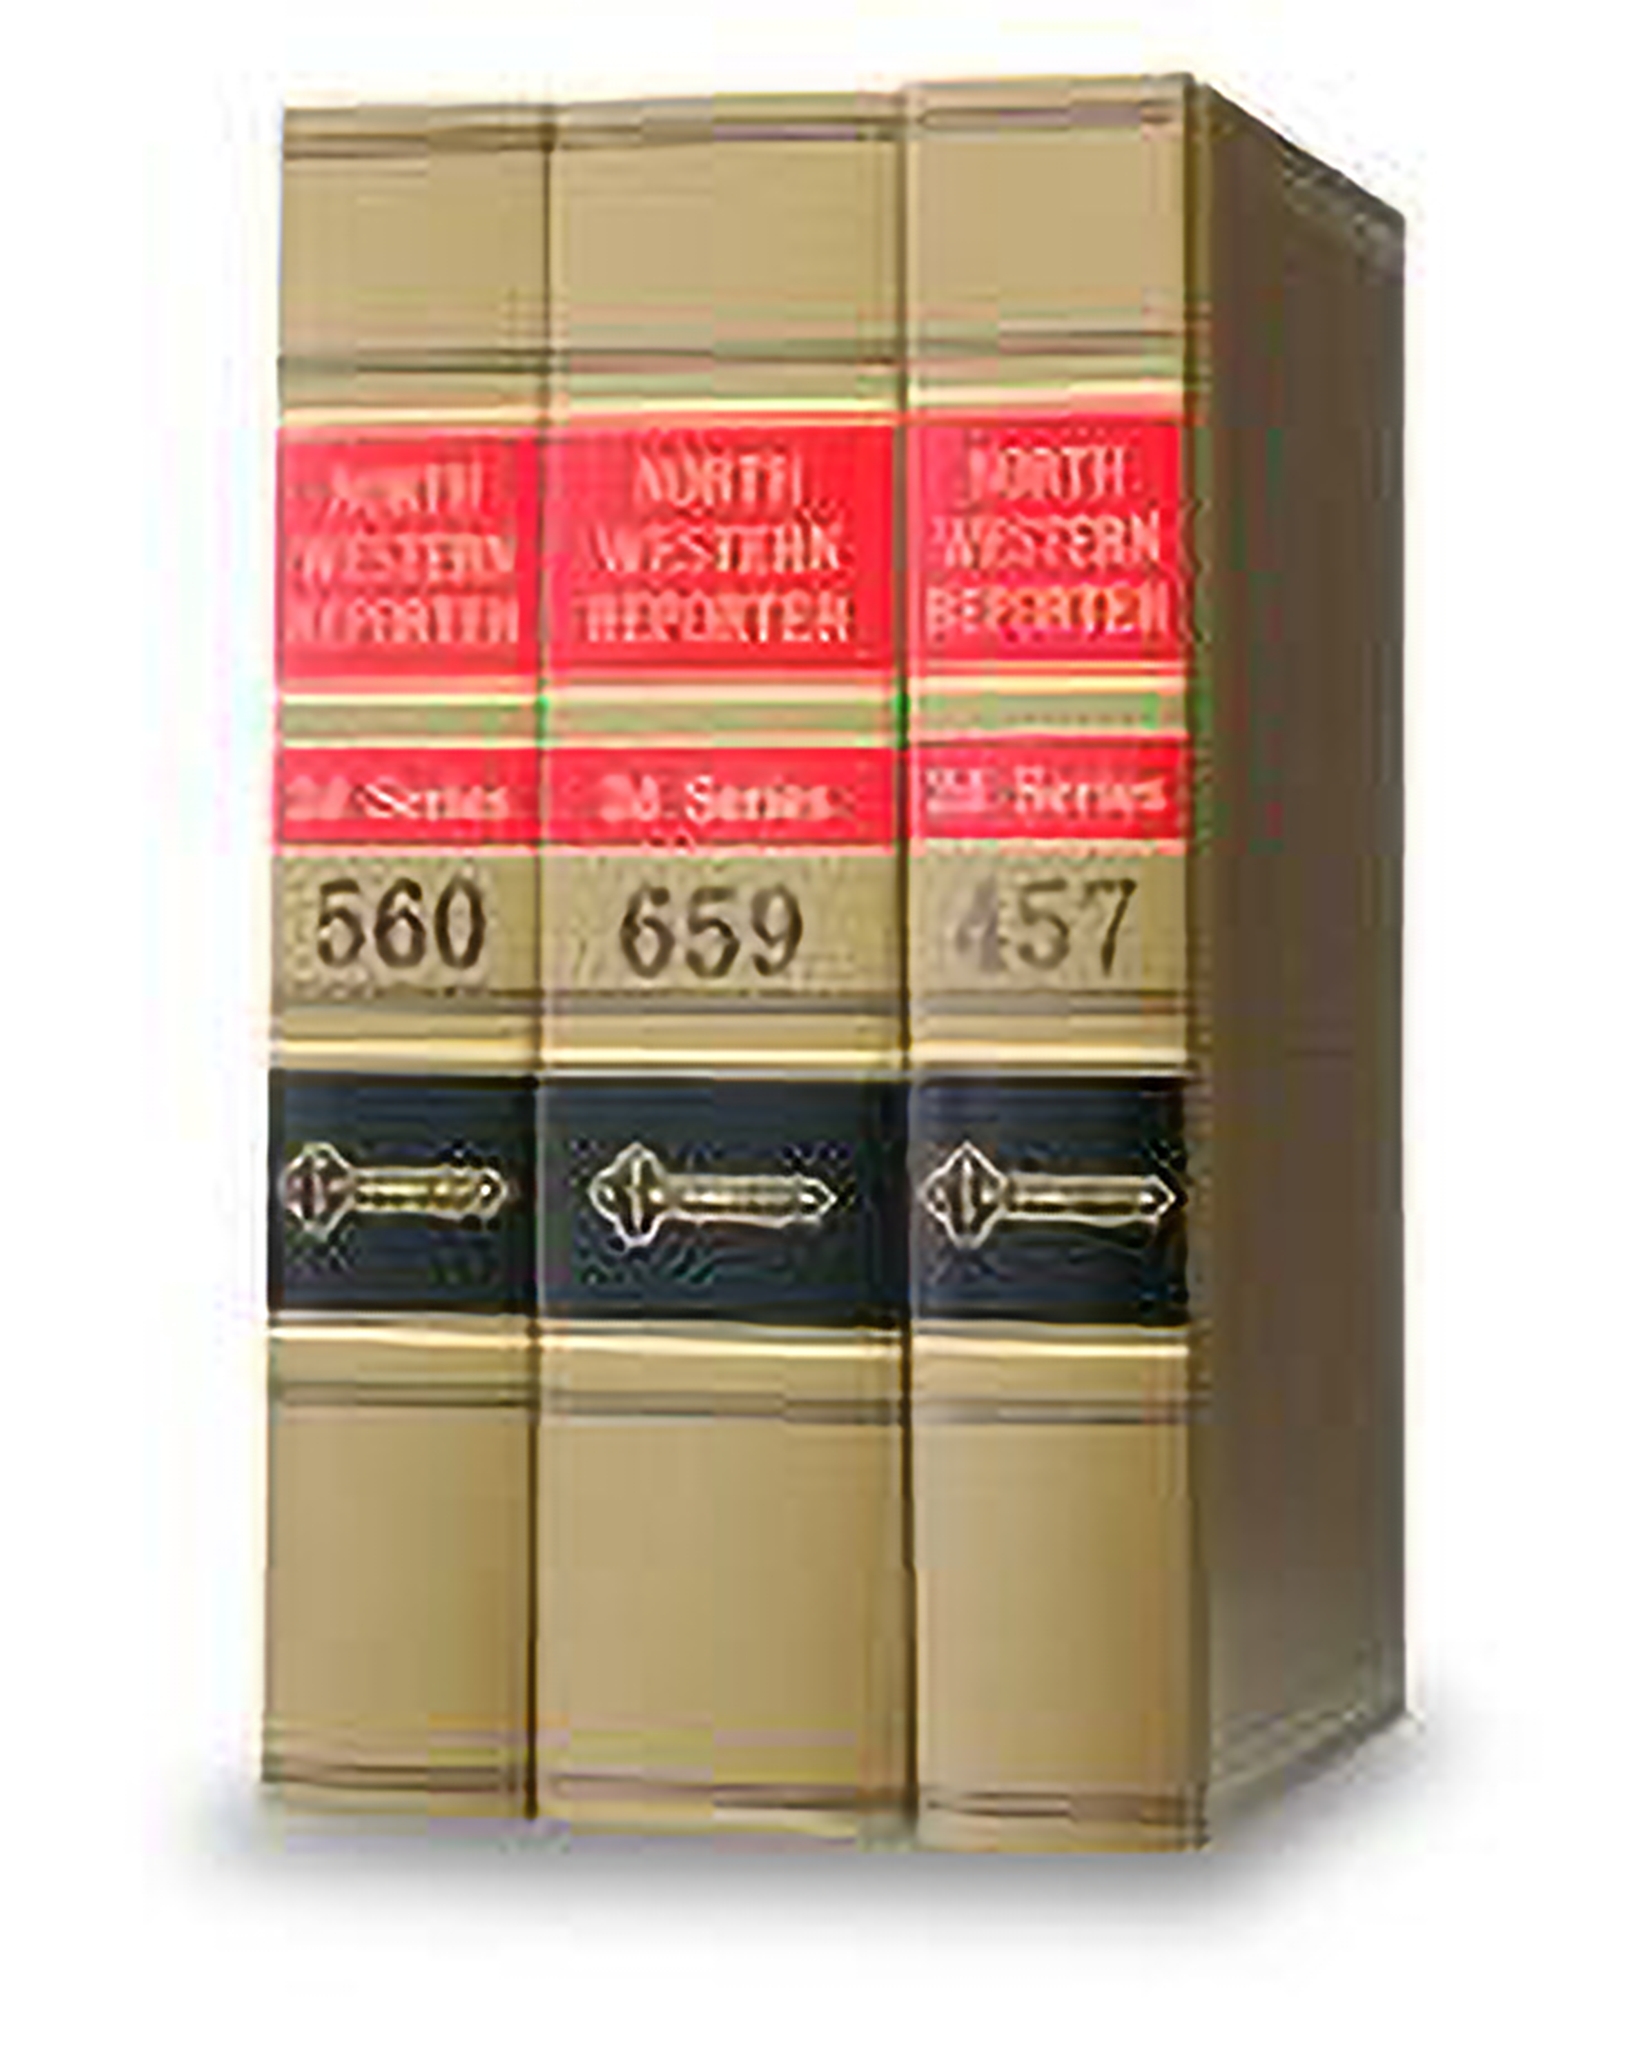 NORTH
WESTERN
REPORTER
2d Series
560
NORTH
WESTERN
REPORTER
2d Series
659
NORTH
WESTERN
REPORTER
2d Series
457